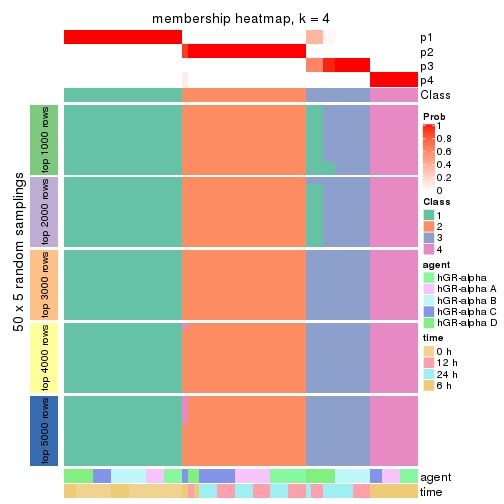 membership heatmap, k = 4
p1
p2
p3
p4
Class
50 x 5 random samplings
top 1000 rows
top 2000 rows
top 3000 rows
top 4000 rows
top 5000 rows
Prob
1
0.8
0.6
0.4
0.2
0
Class
1
2
3
4
agent
hGR-alpha
hGR-alpha A
hGR-alpha B
hGR-alpha C
hGR-alpha D
time
0 h
12 h
24 h
6 h
agent
time